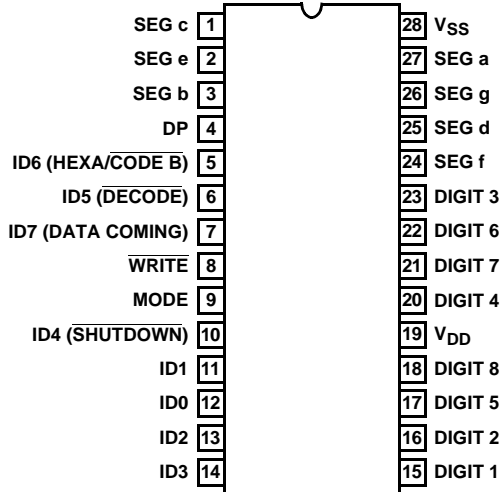 SEG c 1 28 VSS
SEG e 2 27 SEG a
SEG b 3 26 SEG g
DP 4 25 SEG d
ID6 (HEXA/CODE B) 5 24 SEG f
ID5 (DECODE) 6 23 DIGIT 3
ID7 (DATA COMING) 7 22 DIGIT 6
WRITE 8 21 DIGIT 7
MODE 9 20 DIGIT 4
ID4 (SHUTDOWN) 10 19 VDD
ID1 11 18 DIGIT 8
ID0 12 17 DIGIT 5
ID2 13 16 DIGIT 2
ID3 14 15 DIGIT 1